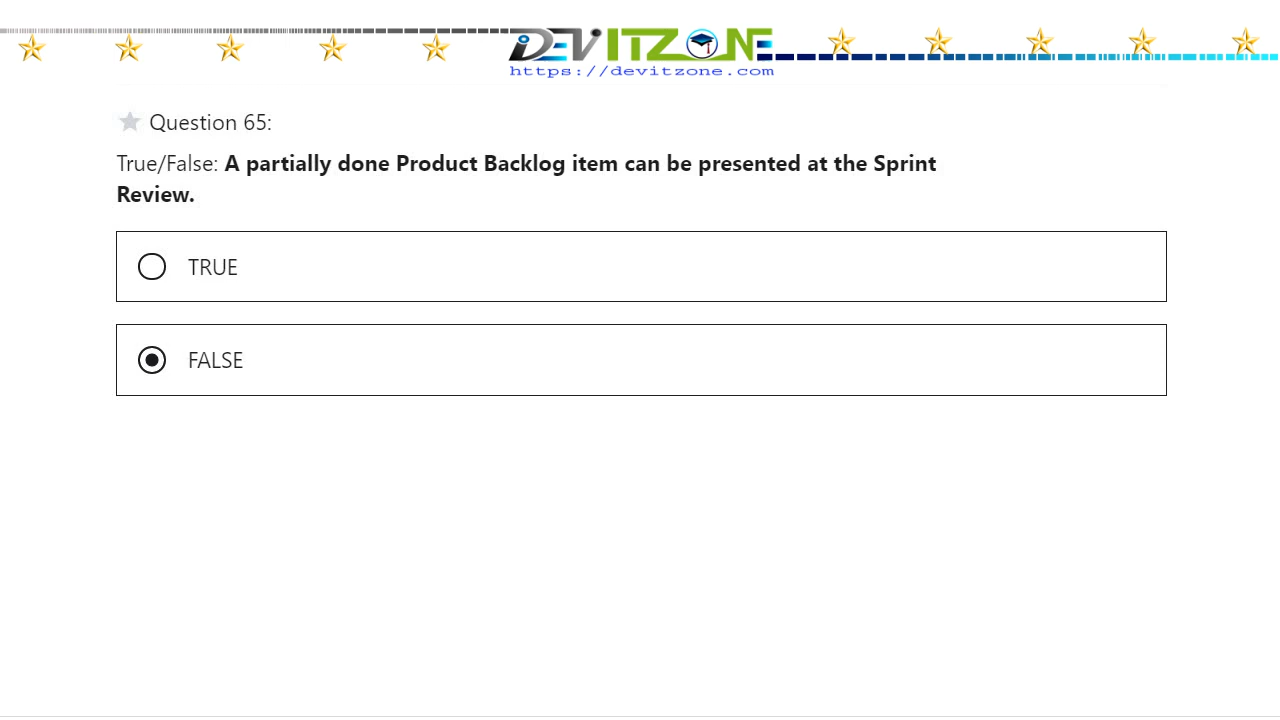 DEVITZONE
https://devitzone.com
Question 65:
True/False: A partially done Product Backlog item can be presented at the Sprint
Review.
TRUE
FALSE